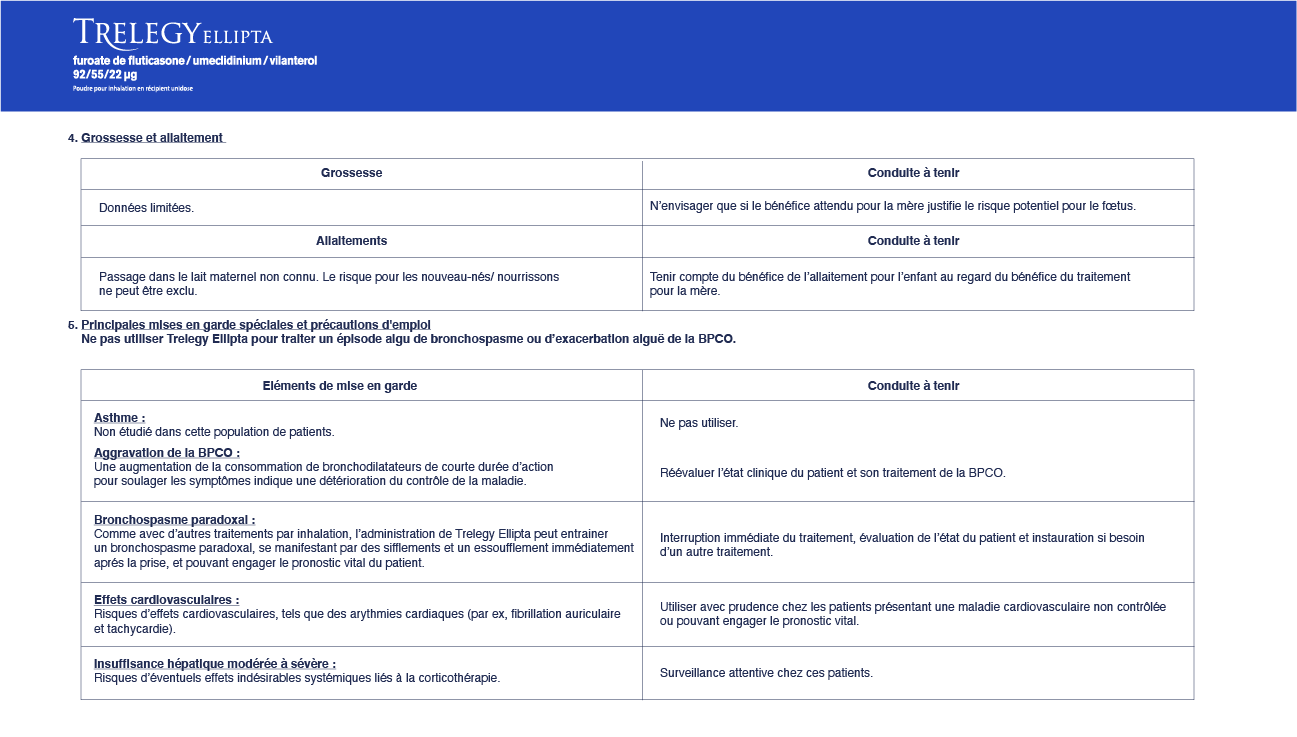 TRELEGY ELLIPTA
furoate de fluticasone / umeclidinium / vilanterol
92/55/22 µg
Poudre pour inhalation en récipient unidose
4. Grossesse et allaitement
Grossesse
Conduite à tenir
Données limitées.
N’envisager que si le bénéfice attendu pour la mère justifie le risque potentiel pour le fœtus.
Allaitements
Conduite à tenir
Passage dans le lait maternel non connu. Le risque pour les nouveau-nés/ nourrissons
ne peut être exclu.
Tenir compte du bénéfice de l’allaitement pour l’enfant au regard du bénéfice du traitement
pour la mère.
5. Principales mises en garde spéciales et précautions d'emploi
Ne pas utiliser Trelegy Ellipta pour traiter un épisode aigu de bronchospasme ou d’exacerbation aiguë de la BPCO.
Eléments de mise en garde
Conduite à tenir
Asthme :
Non étudié dans cette population de patients.
Ne pas utiliser.
Aggravation de la BPCO :
Une augmentation de la consommation de bronchodilatateurs de courte durée d’action
pour soulager les symptômes indique une détérioration du contrôle de la maladie.
Réévaluer l’état clinique du patient et son traitement de la BPCO.
Bronchospasme paradoxal :
Comme avec d’autres traitements par inhalation, l’administration de Trelegy Ellipta peut entrainer
un bronchospasme paradoxal, se manifestant par des sifflements et un essoufflement immédiatement
aprés la prise, et pouvant engager le pronostic vital du patient.
Interruption immédiate du traitement, évaluation de l’état du patient et instauration si besoin
d’un autre traitement.
Effets cardiovasculaires :
Risques d’effets cardiovasculaires, tels que des arythmies cardiaques (par ex, fibrillation auriculaire
et tachycardie).
Utiliser avec prudence chez les patients présentant une maladie cardiovasculaire non contrôlée
ou pouvant engager le pronostic vital.
Insuffisance hépatique modérée à sévère :
Risques d’éventuels effets indésirables systémiques liés à la corticothérapie.
Surveillance attentive chez ces patients.